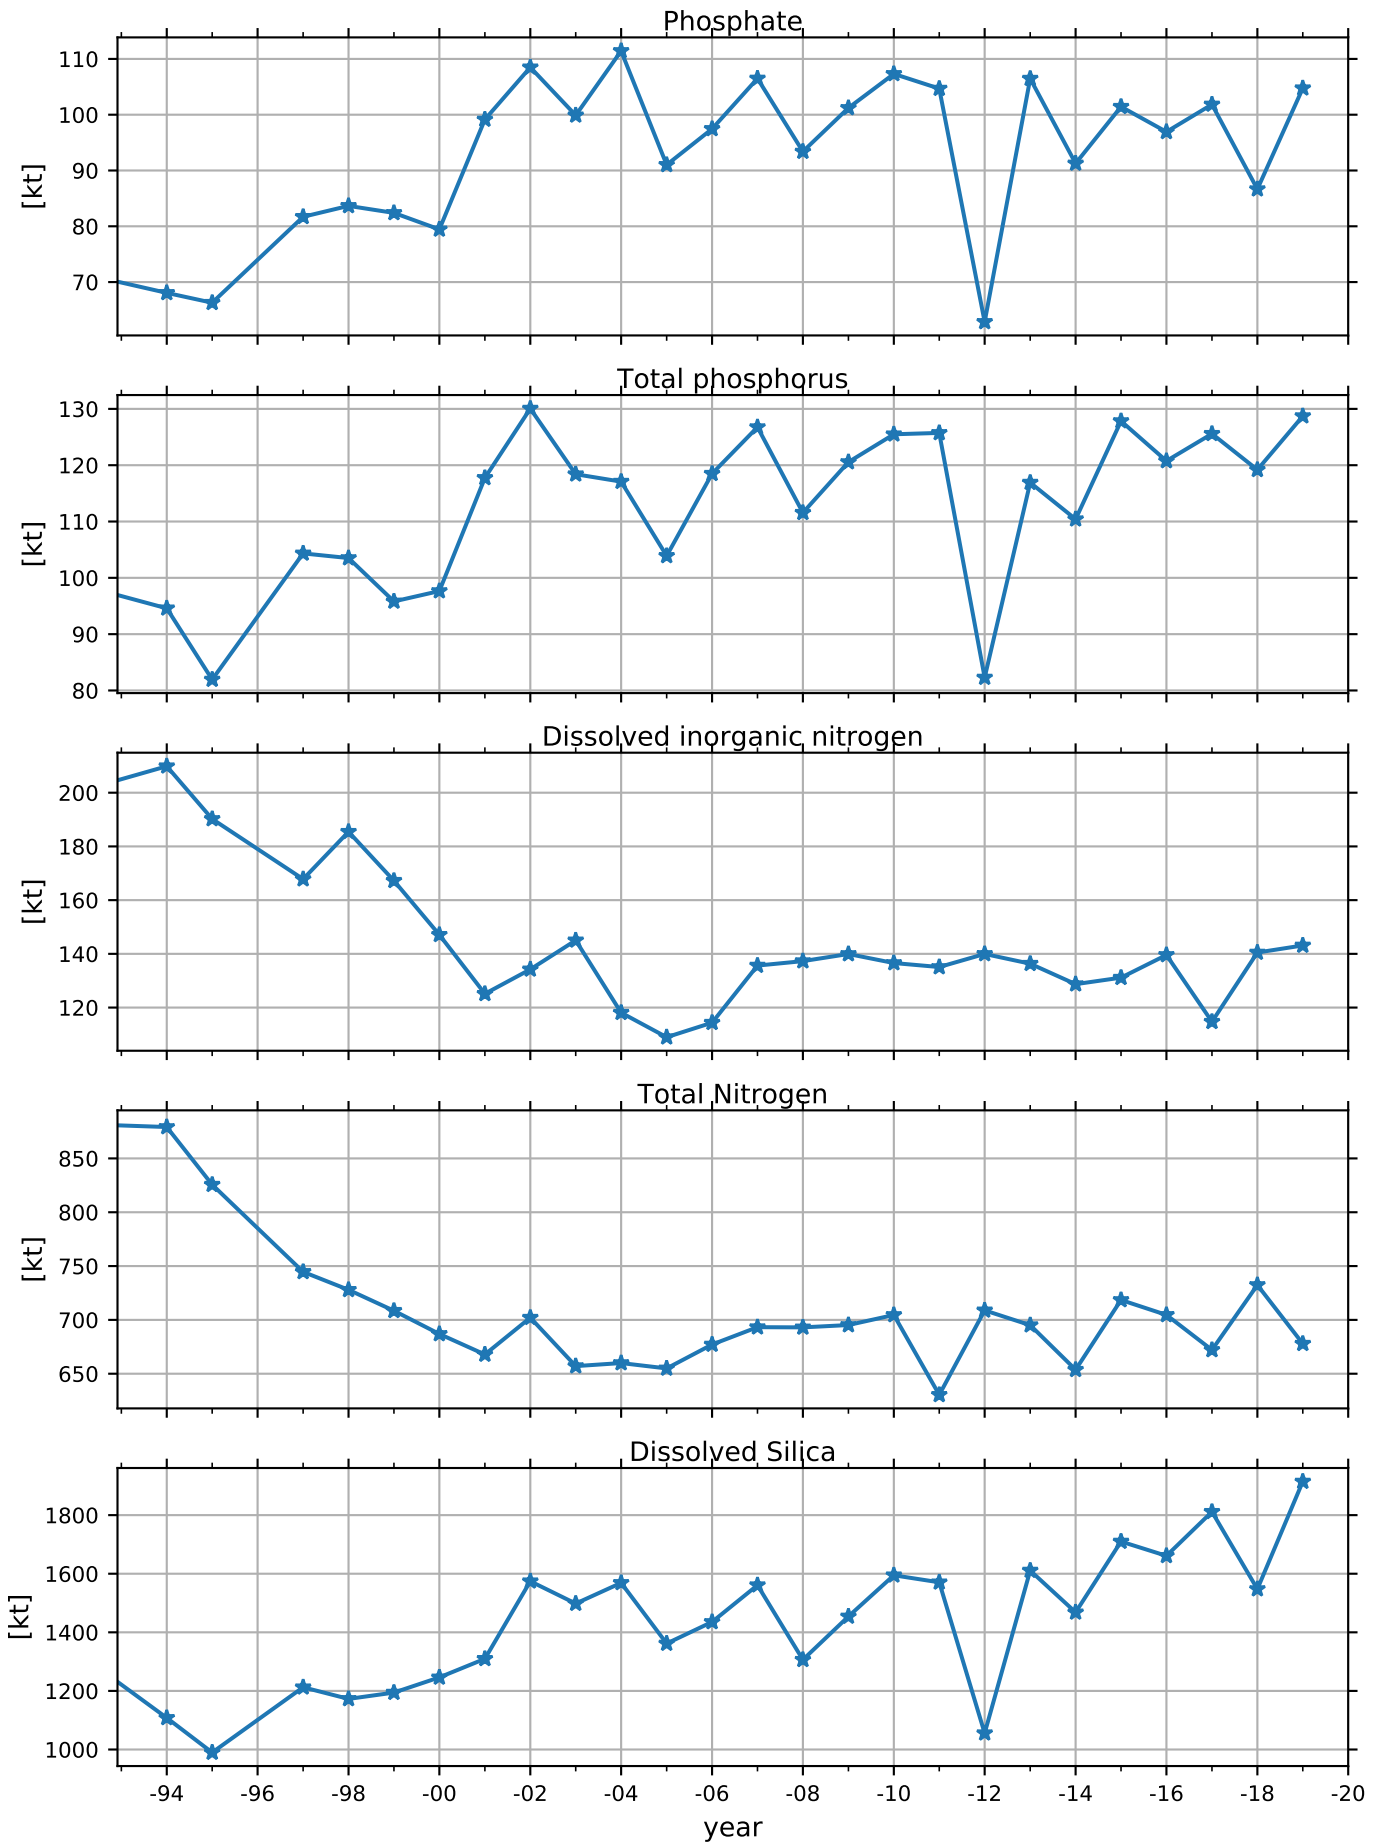 Phosphate
110
100
90
80
70
[kt]
Total phosphorus
130
120
110
100
90
80
[kt]
Dissolved inorganic nitrogen
200
180
160
140
120
[kt]
Total Nitrogen
850
800
750
700
650
[kt]
Dissolved Silica
1800
1600
1400
1200
1000
[kt]
-94 -96 -98 -00 -02 -04 -06 -08 -10 -12 -14 -16 -18 -20
year